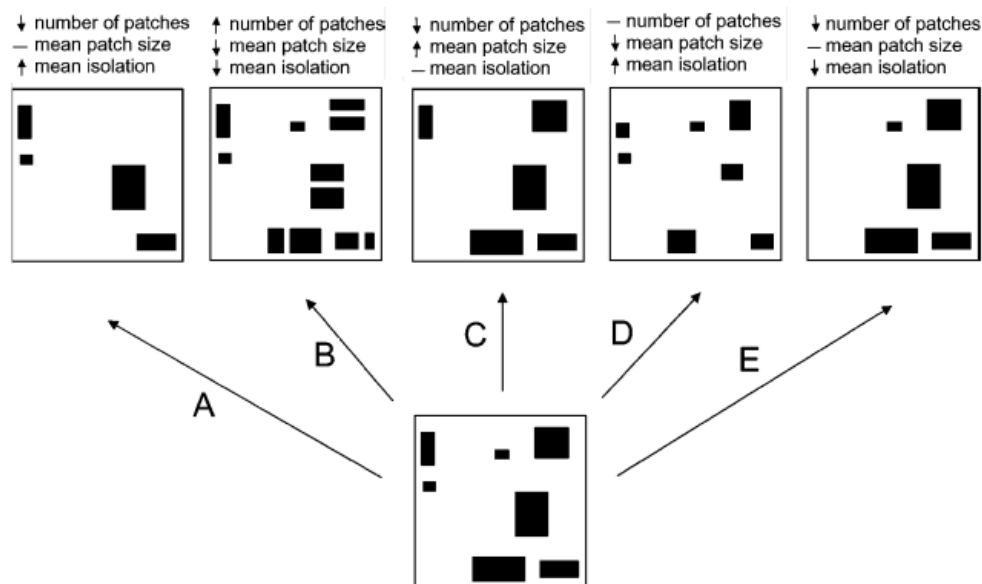 ↓ number of patches
— mean patch size
↑ mean isolation
↑ number of patches
↓ mean patch size
↓ mean isolation
↓ number of patches
↑ mean patch size
— mean isolation
— number of patches
↓ mean patch size
↑ mean isolation
↓ number of patches
— mean patch size
↓ mean isolation
A
B
C
D
E